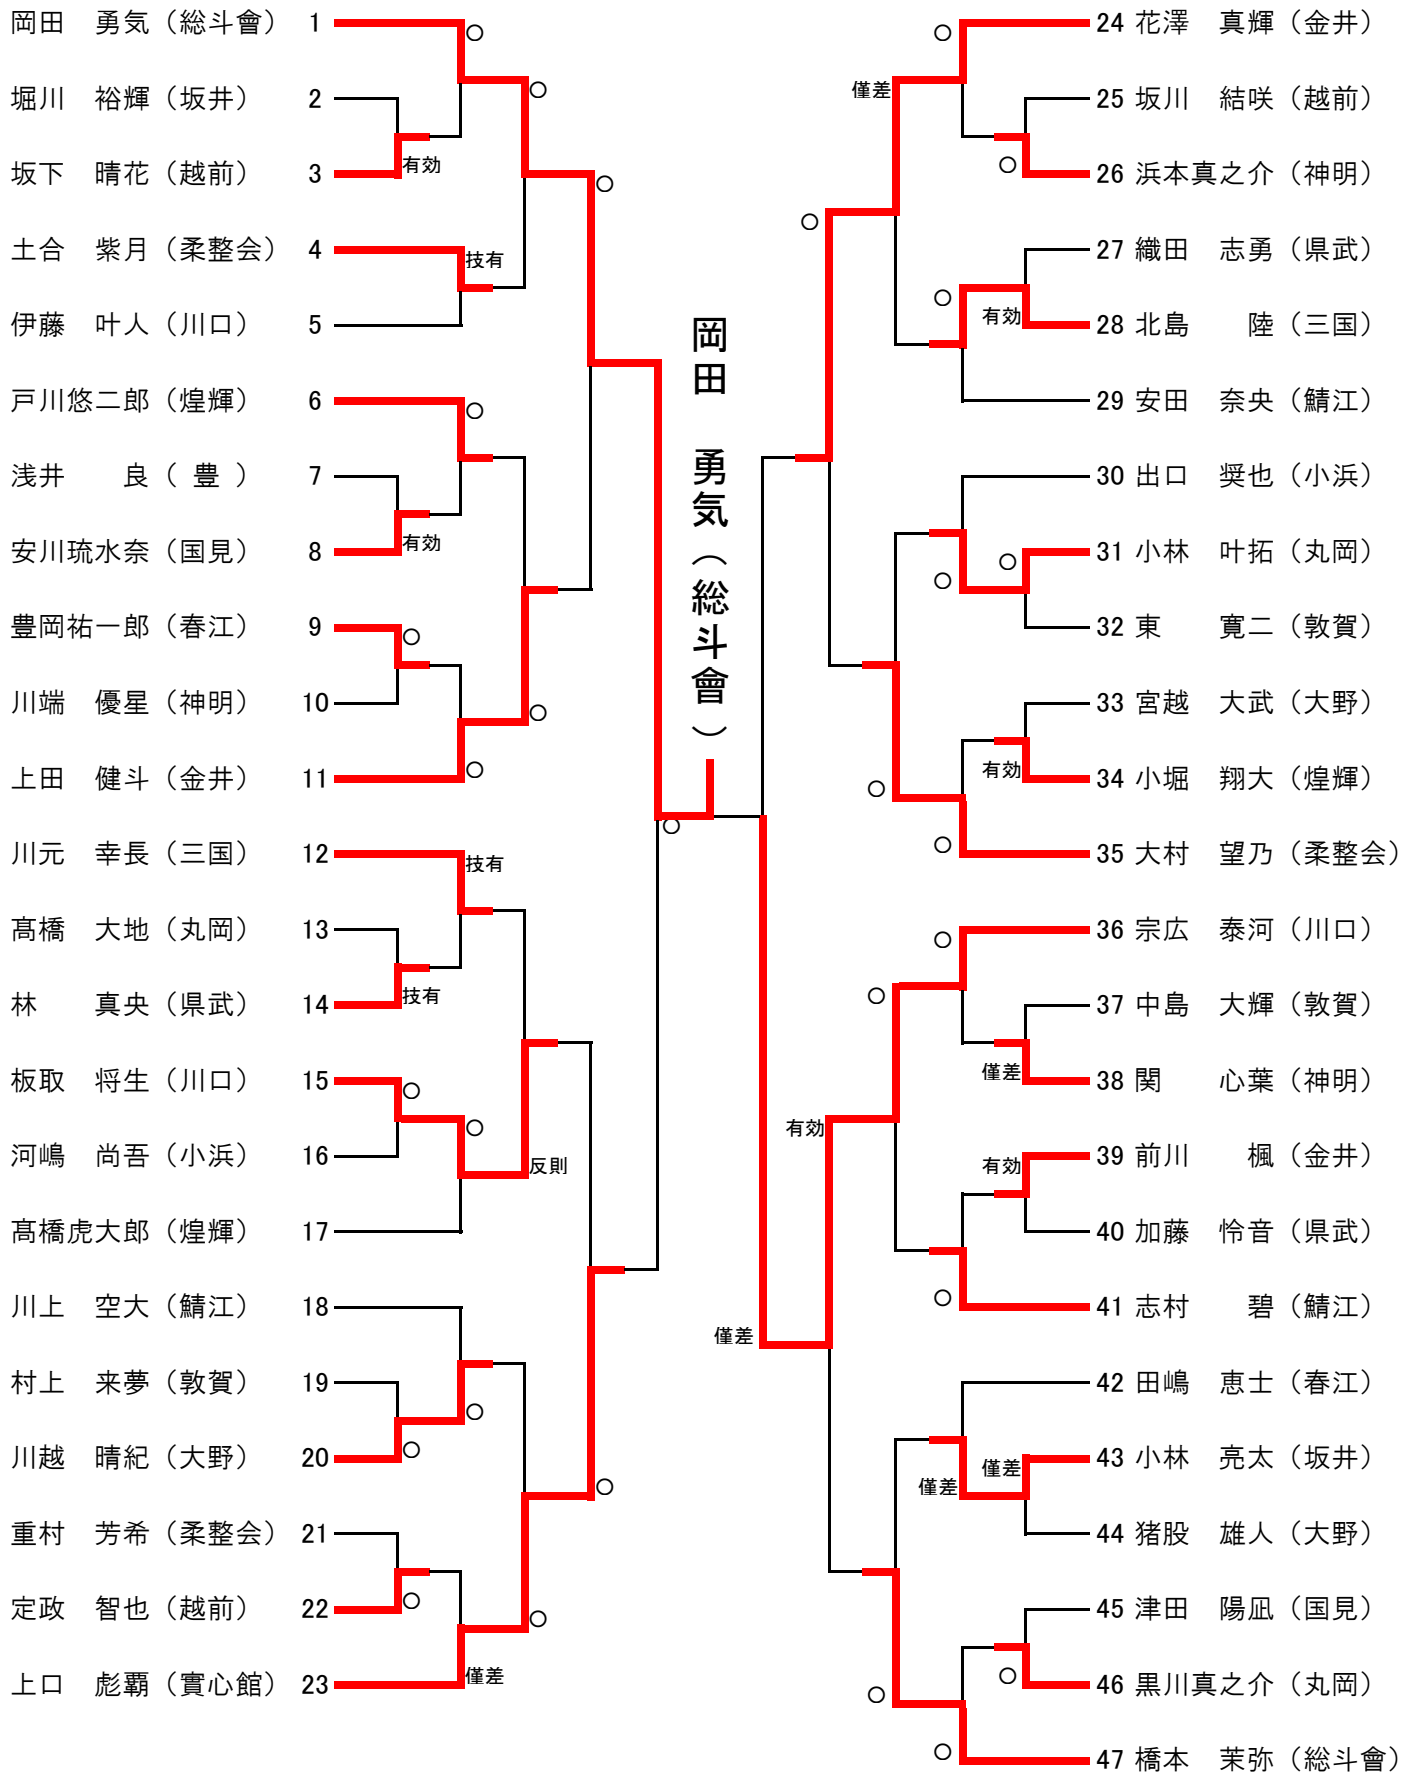 岡田　勇気（総斗會） 1
堀川　裕輝（坂井） 2
坂下　晴花（越前） 3
土合　紫月（柔整会） 4
伊藤　叶人（川口） 5
戸川悠二郎（煌輝） 6
浅井　　良（ 豊 ） 7
安川琉水奈（国見） 8
豊岡祐一郎（春江） 9
川端　優星（神明） 10
上田　健斗（金井） 11
川元　幸長（三国） 12
髙橋　大地（丸岡） 13
林　　真央（県武） 14
板取　将生（川口） 15
河嶋　尚吾（小浜） 16
髙橋虎大郎（煌輝） 17
川上　空大（鯖江） 18
村上　来夢（敦賀） 19
川越　晴紀（大野） 20
重村　芳希（柔整会） 21
定政　智也（越前） 22
上口　彪覇（實心館） 23
○
○
有効
○
技有
○
有効
○
○
○
技有
技有
○
○
反則
○
○
○
○
○
僅差
岡田　勇気（総斗會）
○
○
僅差
○
○
○
有効
○
○
有効
○
○
○
○
僅差
有効
有効
○
僅差
僅差
僅差
○
○
○
24 花澤　真輝（金井）
25 坂川　結咲（越前）
26 浜本真之介（神明）
27 織田　志勇（県武）
28 北島　　陸（三国）
29 安田　奈央（鯖江）
30 出口　奨也（小浜）
31 小林　叶拓（丸岡）
32 東　　寛二（敦賀）
33 宮越　大武（大野）
34 小堀　翔大（煌輝）
35 大村　望乃（柔整会）
36 宗広　泰河（川口）
37 中島　大輝（敦賀）
38 関　　心葉（神明）
39 前川　　楓（金井）
40 加藤　怜音（県武）
41 志村　　碧（鯖江）
42 田嶋　恵士（春江）
43 小林　亮太（坂井）
44 猪股　雄人（大野）
45 津田　陽凪（国見）
46 黒川真之介（丸岡）
47 橋本　茉弥（総斗會）